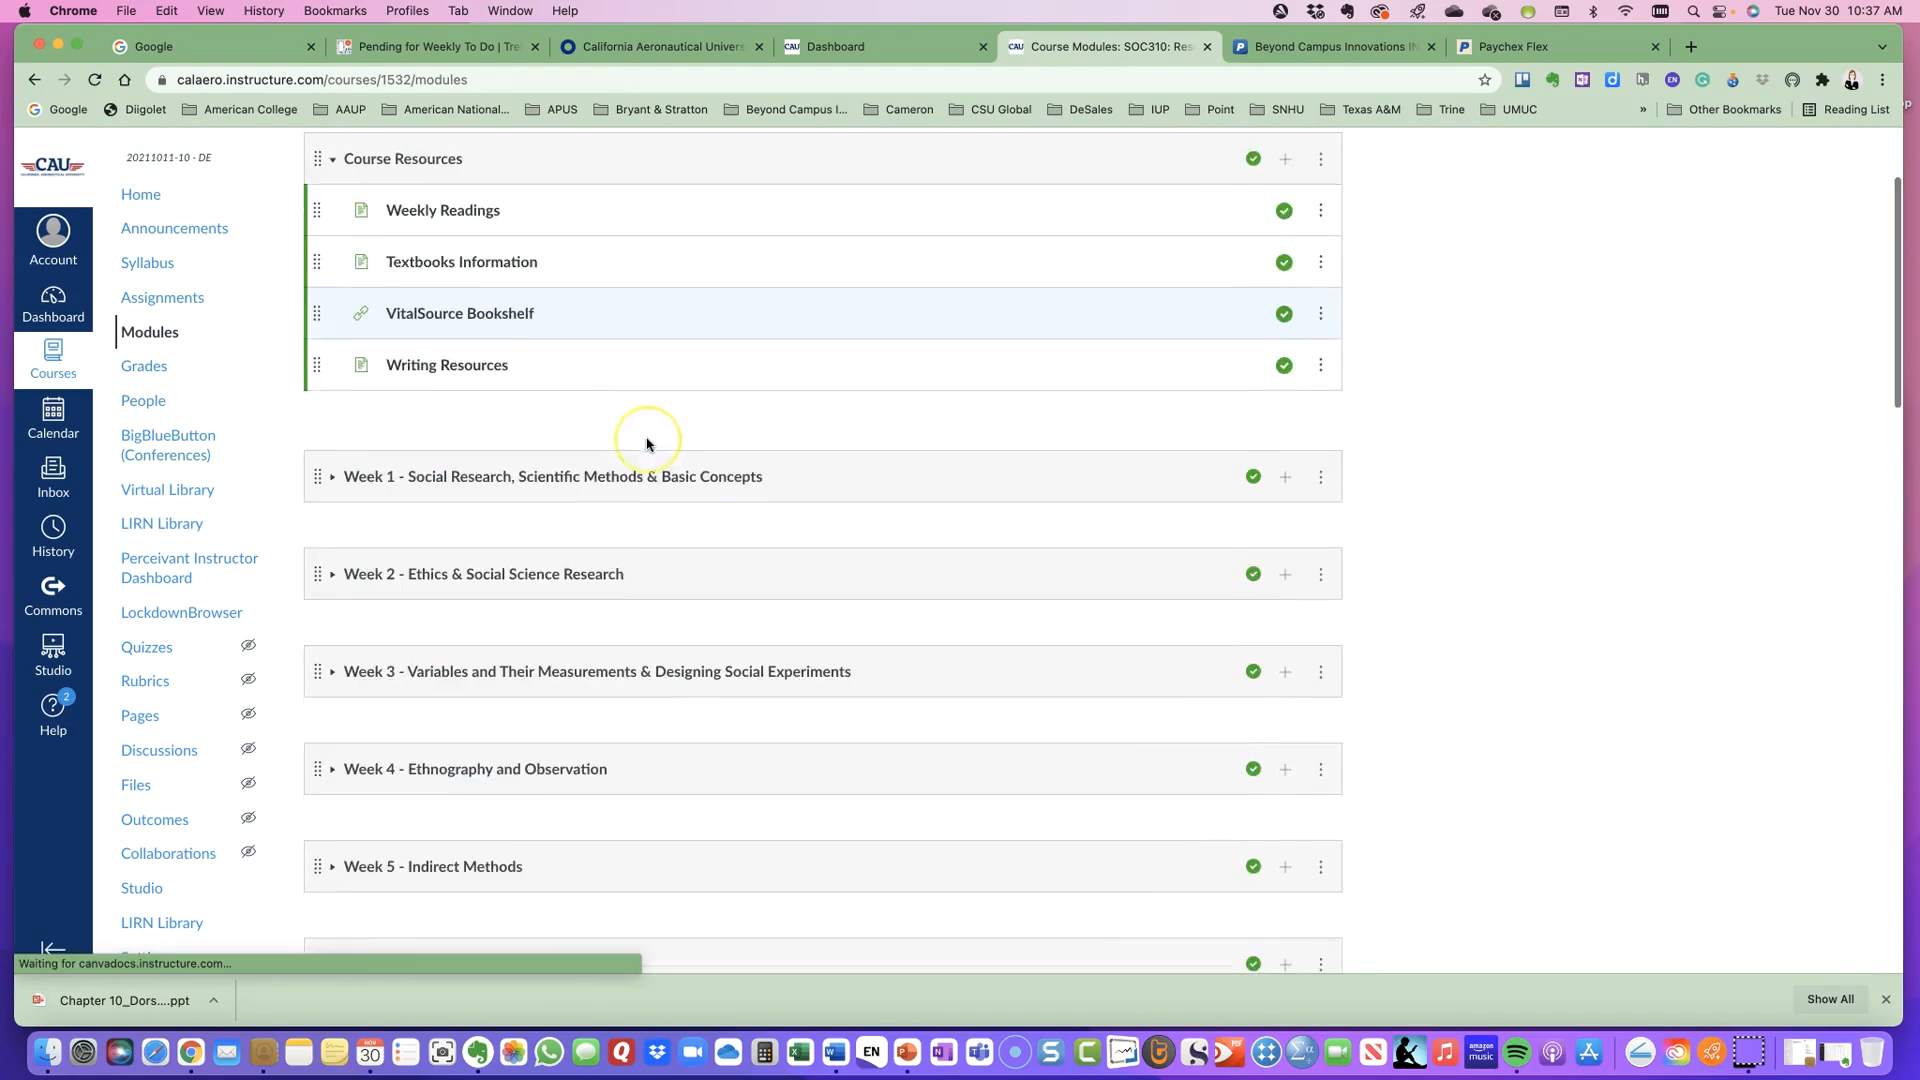 Chrome File Edit View History Bookmarks Profiles Tab Window Help Tue Nov 30 10:37 AM
Google Pending for Weekly To Do | Tre California Aeronautical Univers CAU Dashboard CAU Course Modules: SOC310: Res Beyond Campus Innovations IN Paychex Flex
calaero.instructure.com/courses/1532/modules
Google Diigolet American College AAUP American National... APUS Bryant & Stratton Beyond Campus I... Cameron CSU Global DeSales IUP Point SNHU Texas A&M Trine UMUC » Other Bookmarks Reading List
CAU
Account
Dashboard
Courses
Calendar
Inbox
History
Commons
Studio
2
Help
20211011-10 - DE
Home
Announcements
Syllabus
Assignments
Modules
Grades
People
BigBlueButton
(Conferences)
Virtual Library
LIRN Library
Perceivant Instructor
Dashboard
LockdownBrowser
Quizzes
Rubrics
Pages
Discussions
Files
Outcomes
Collaborations
Studio
LIRN Library
Course Resources
Weekly Readings
Textbooks Information
VitalSource Bookshelf
Writing Resources
Week 1 - Social Research, Scientific Methods & Basic Concepts
Week 2 - Ethics & Social Science Research
Week 3 - Variables and Their Measurements & Designing Social Experiments
Week 4 - Ethnography and Observation
Week 5 - Indirect Methods
Waiting for canvadocs.instructure.com...
Chapter 10_Dors....ppt Show All
NOV
30 EN amazon
music